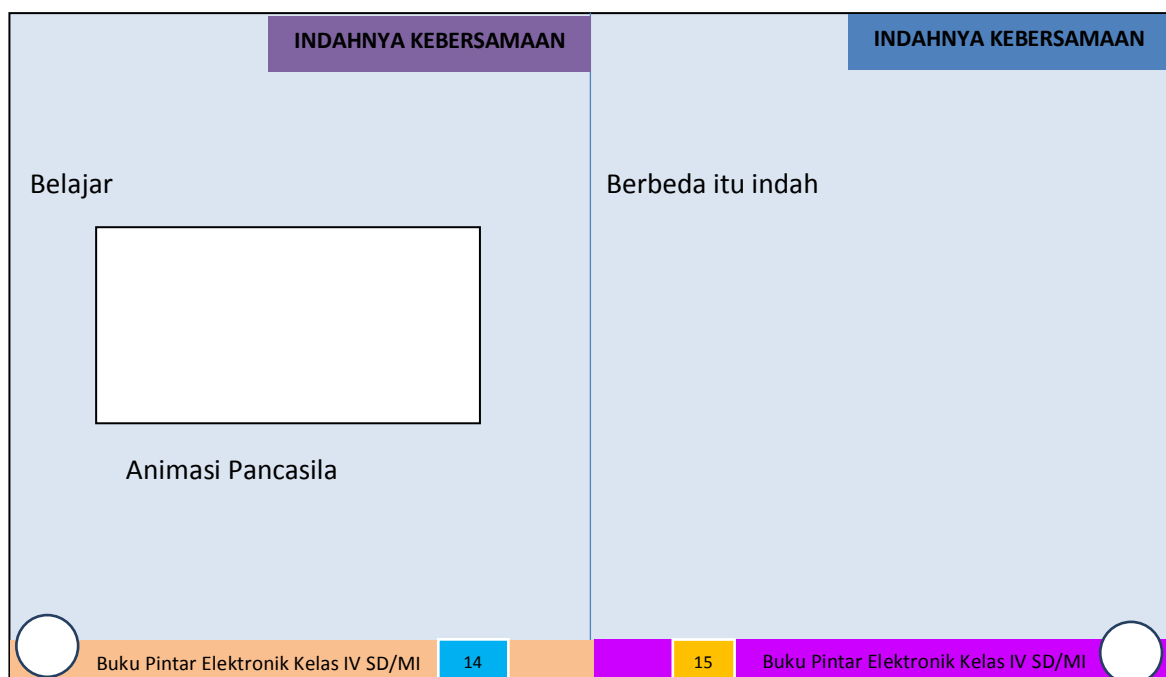 INDAHNYA KEBERSAMAAN
Belajar
Animasi Pancasila
Buku Pintar Elektronik Kelas IV SD/MI 14
INDAHNYA KEBERSAMAAN
Berbeda itu indah
15 Buku Pintar Elektronik Kelas IV SD/MI